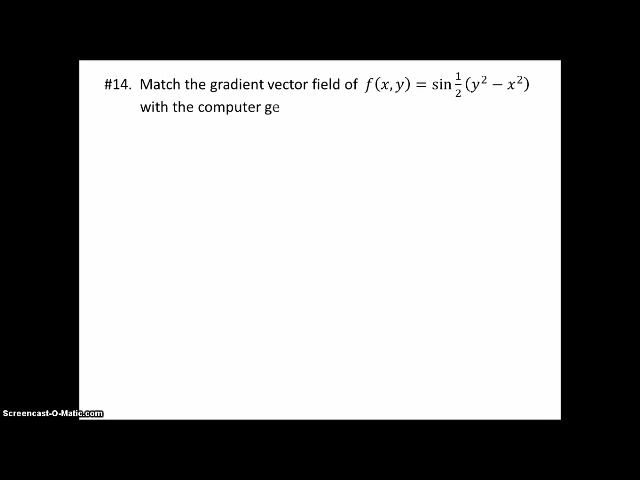 #14. Match the gradient vector field of f(x, y) = sin 1/2 (y² − x²)
with the computer ge
Screencast-O-Matic.com